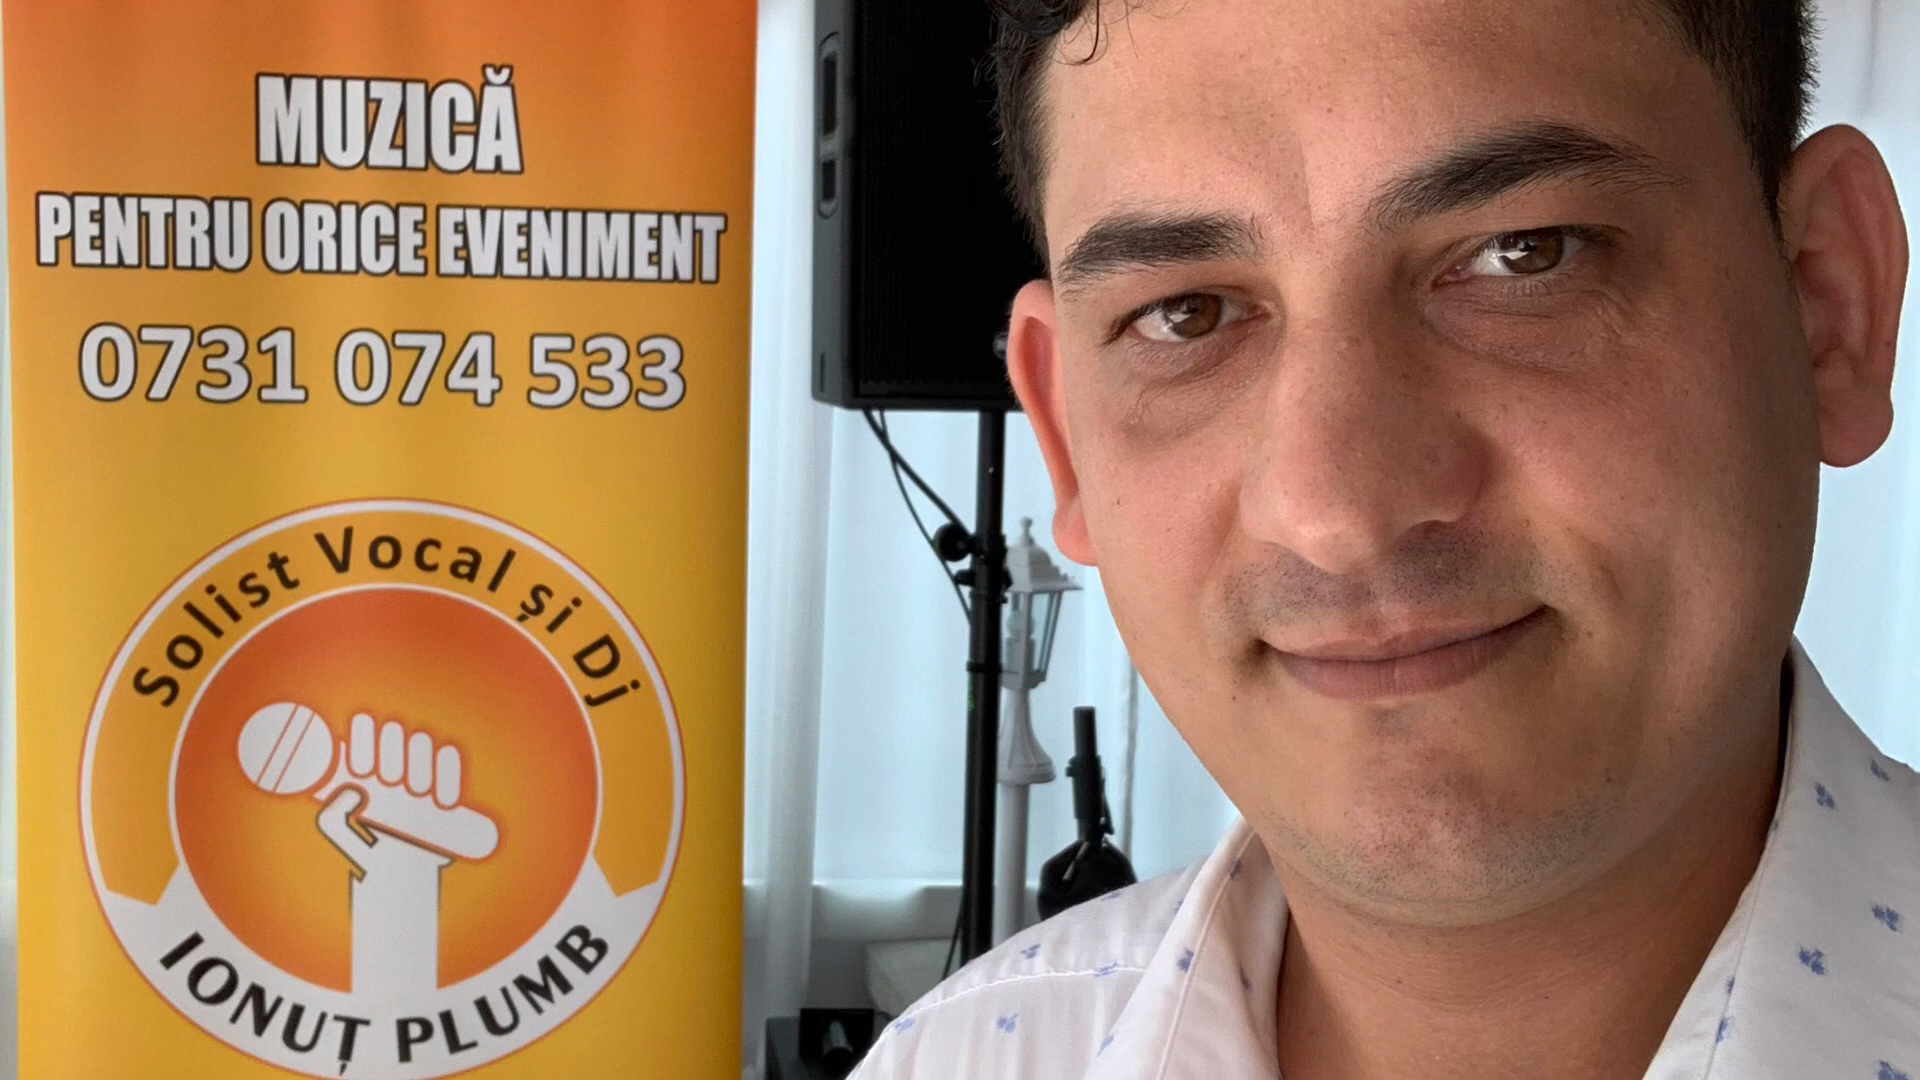 MUZICĂ
PENTRU ORICE EVENIMENT
0731 074 533
Solist Vocal și Dj
IONUȚ PLUMB